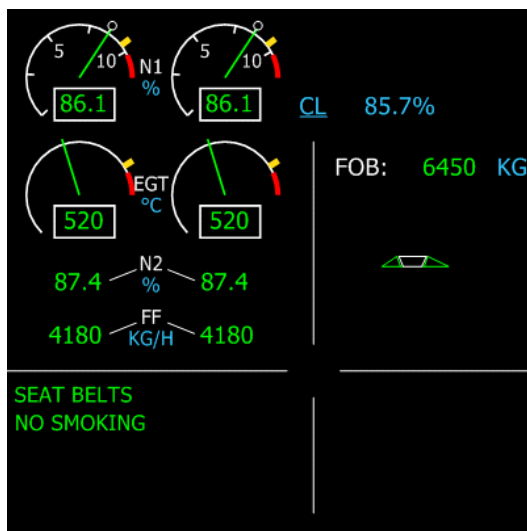 5 10 N1 5 10
86.1 % 86.1
CL 85.7%
EGT
520 °C 520
FOB: 6450 KG
87.4 N2 87.4
%
4180 FF 4180
KG/H
SEAT BELTS
NO SMOKING